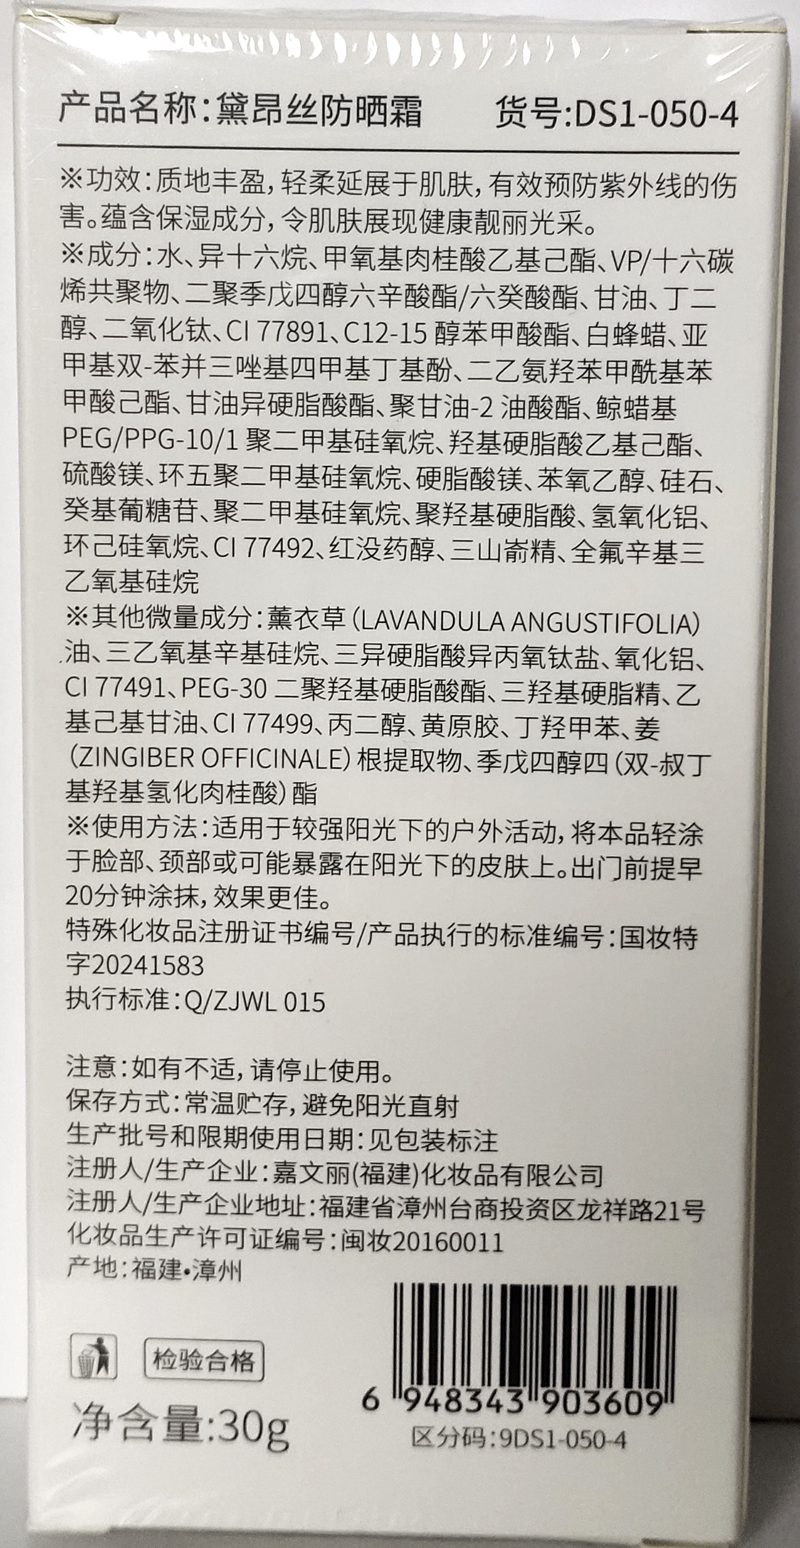 产品名称:黛昂丝防晒霜 货号:DS1-050-4
※功效:质地丰盈,轻柔延展于肌肤,有效预防紫外线的伤
害。蕴含保湿成分,令肌肤展现健康靓丽光采。
※成分:水、异十六烷、甲氧基肉桂酸乙基己酯、VP/十六碳
烯共聚物、二聚季戊四醇六辛酸酯/六癸酸酯、甘油、丁二
醇、二氧化钛、CI 77891、C12-15 醇苯甲酸酯、白蜂蜡、亚
甲基双-苯并三唑基四甲基丁基酚、二乙氨羟苯甲酰基苯
甲酸己酯、甘油异硬脂酸酯、聚甘油-2 油酸酯、鲸蜡基
PEG/PPG-10/1 聚二甲基硅氧烷、羟基硬脂酸乙基己酯、
硫酸镁、环五聚二甲基硅氧烷、硬脂酸镁、苯氧乙醇、硅石、
癸基葡糖苷、聚二甲基硅氧烷、聚羟基硬脂酸、氢氧化铝、
环己硅氧烷、CI 77492、红没药醇、三山嵛精、全氟辛基三
乙氧基硅烷
※其他微量成分:薰衣草(LAVANDULA ANGUSTIFOLIA)
油、三乙氧基辛基硅烷、三异硬脂酸异丙氧钛盐、氧化铝、
CI 77491、PEG-30 二聚羟基硬脂酸酯、三羟基硬脂精、乙
基己基甘油、CI 77499、丙二醇、黄原胶、丁羟甲苯、姜
(ZINGIBER OFFICINALE)根提取物、季戊四醇四(双-叔丁
基羟基氢化肉桂酸)酯
※使用方法:适用于较强阳光下的户外活动,将本品轻涂
于脸部、颈部或可能暴露在阳光下的皮肤上。出门前提早
20分钟涂抹,效果更佳。
特殊化妆品注册证书编号/产品执行的标准编号:国妆特
字20241583
执行标准:Q/ZJWL 015
注意:如有不适,请停止使用。
保存方式:常温贮存,避免阳光直射
生产批号和限期使用日期:见包装标注
注册人/生产企业:嘉文丽(福建)化妆品有限公司
注册人/生产企业地址:福建省漳州台商投资区龙祥路21号
化妆品生产许可证编号:闽妆20160011
产地:福建•漳州
检验合格
净含量:30g
6 948343 903609
区分码:9DS1-050-4